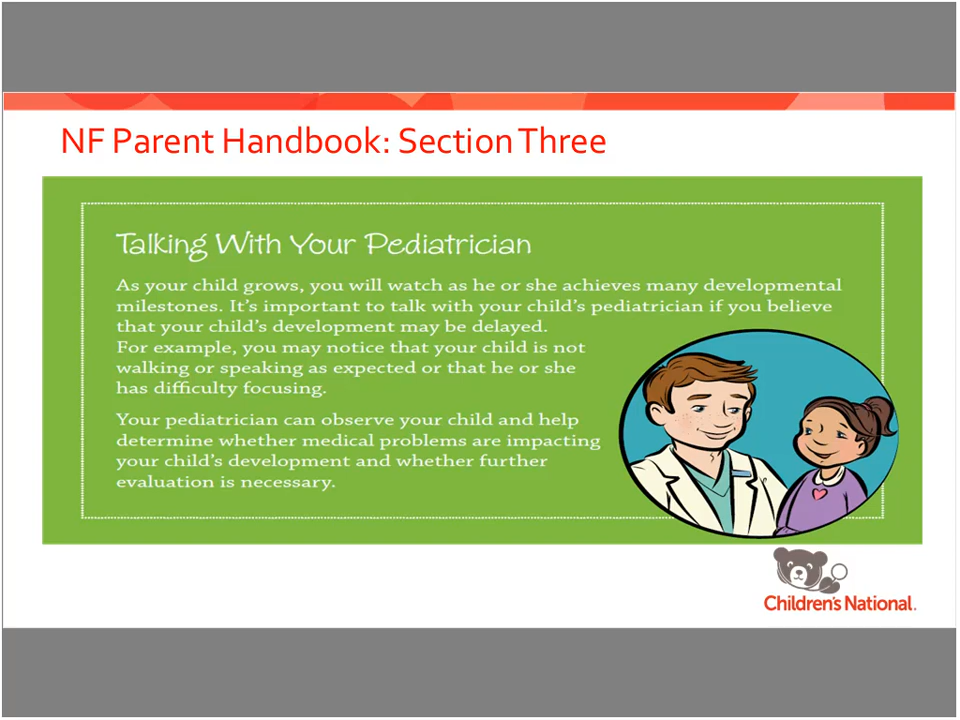 NF Parent Handbook: Section Three
Talking With Your Pediatrician
As your child grows, you will watch as he or she achieves many developmental
milestones. It's important to talk with your child's pediatrician if you believe
that your child's development may be delayed.
For example, you may notice that your child is not
walking or speaking as expected or that he or she
has difficulty focusing.
Your pediatrician can observe your child and help
determine whether medical problems are impacting
your child's development and whether further
evaluation is necessary.
Children's National.